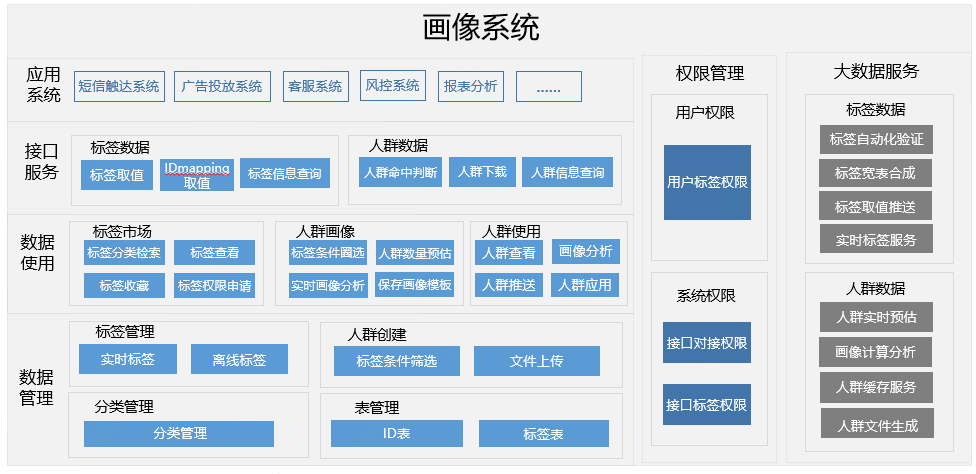 画像系统
应用
系统
短信触达系统
广告投放系统
客服系统
风控系统
报表分析
......
接口
服务
标签数据
标签取值
IDmapping
取值
标签信息查询
人群数据
人群命中判断
人群下载
人群信息查询
数据
使用
标签市场
标签分类检索
标签查看
标签收藏
标签权限申请
人群画像
标签条件圈选
人群数量预估
实时画像分析
保存画像模板
人群使用
人群查看
画像分析
人群推送
人群应用
数据
管理
标签管理
实时标签
离线标签
人群创建
标签条件筛选
文件上传
分类管理
分类管理
表管理
ID表
标签表
权限管理
用户权限
用户标签权限
系统权限
接口对接权限
接口标签权限
大数据服务
标签数据
标签自动化验证
标签宽表合成
标签取值推送
实时标签服务
人群数据
人群实时预估
画像计算分析
人群缓存服务
人群文件生成